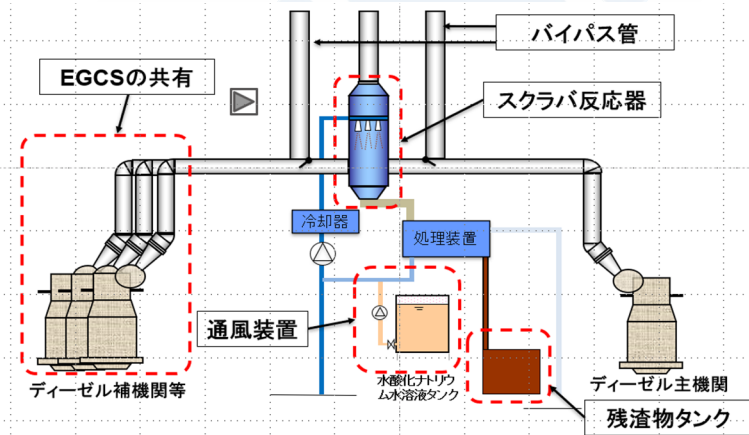 バイパス管
EGCSの共有
スクラバ反応器
冷却器
処理装置
通風装置
水酸化ナトリウ
ム水溶液タンク
ディーゼル補機関等
ディーゼル主機関
残渣物タンク